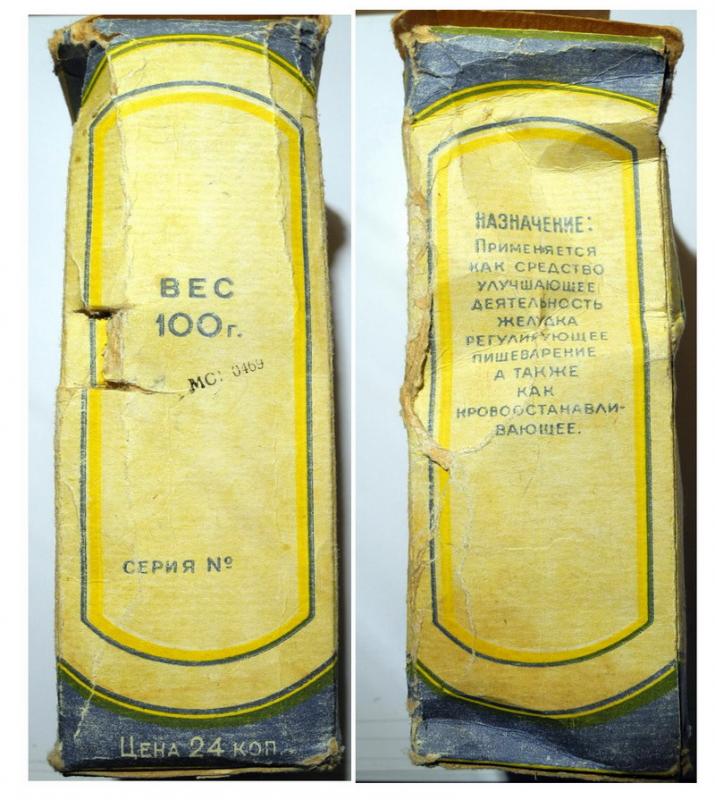 ВЕС
100г.
0469
СЕРИЯ №
ЦЕНА 24 КОП.
НАЗНАЧЕНИЕ:
ПРИМЕНЯЕТСЯ
КАК СРЕДСТВО
УЛУЧШАЮЩЕЕ
ДЕЯТЕЛЬНОСТЬ
ЖЕЛУДКА
РЕГУЛИРУЮЩЕЕ
ПИЩЕВАРЕНИЕ
А ТАКЖЕ
КАК
КРОВООСТАНАВЛИ-
ВАЮЩЕЕ.